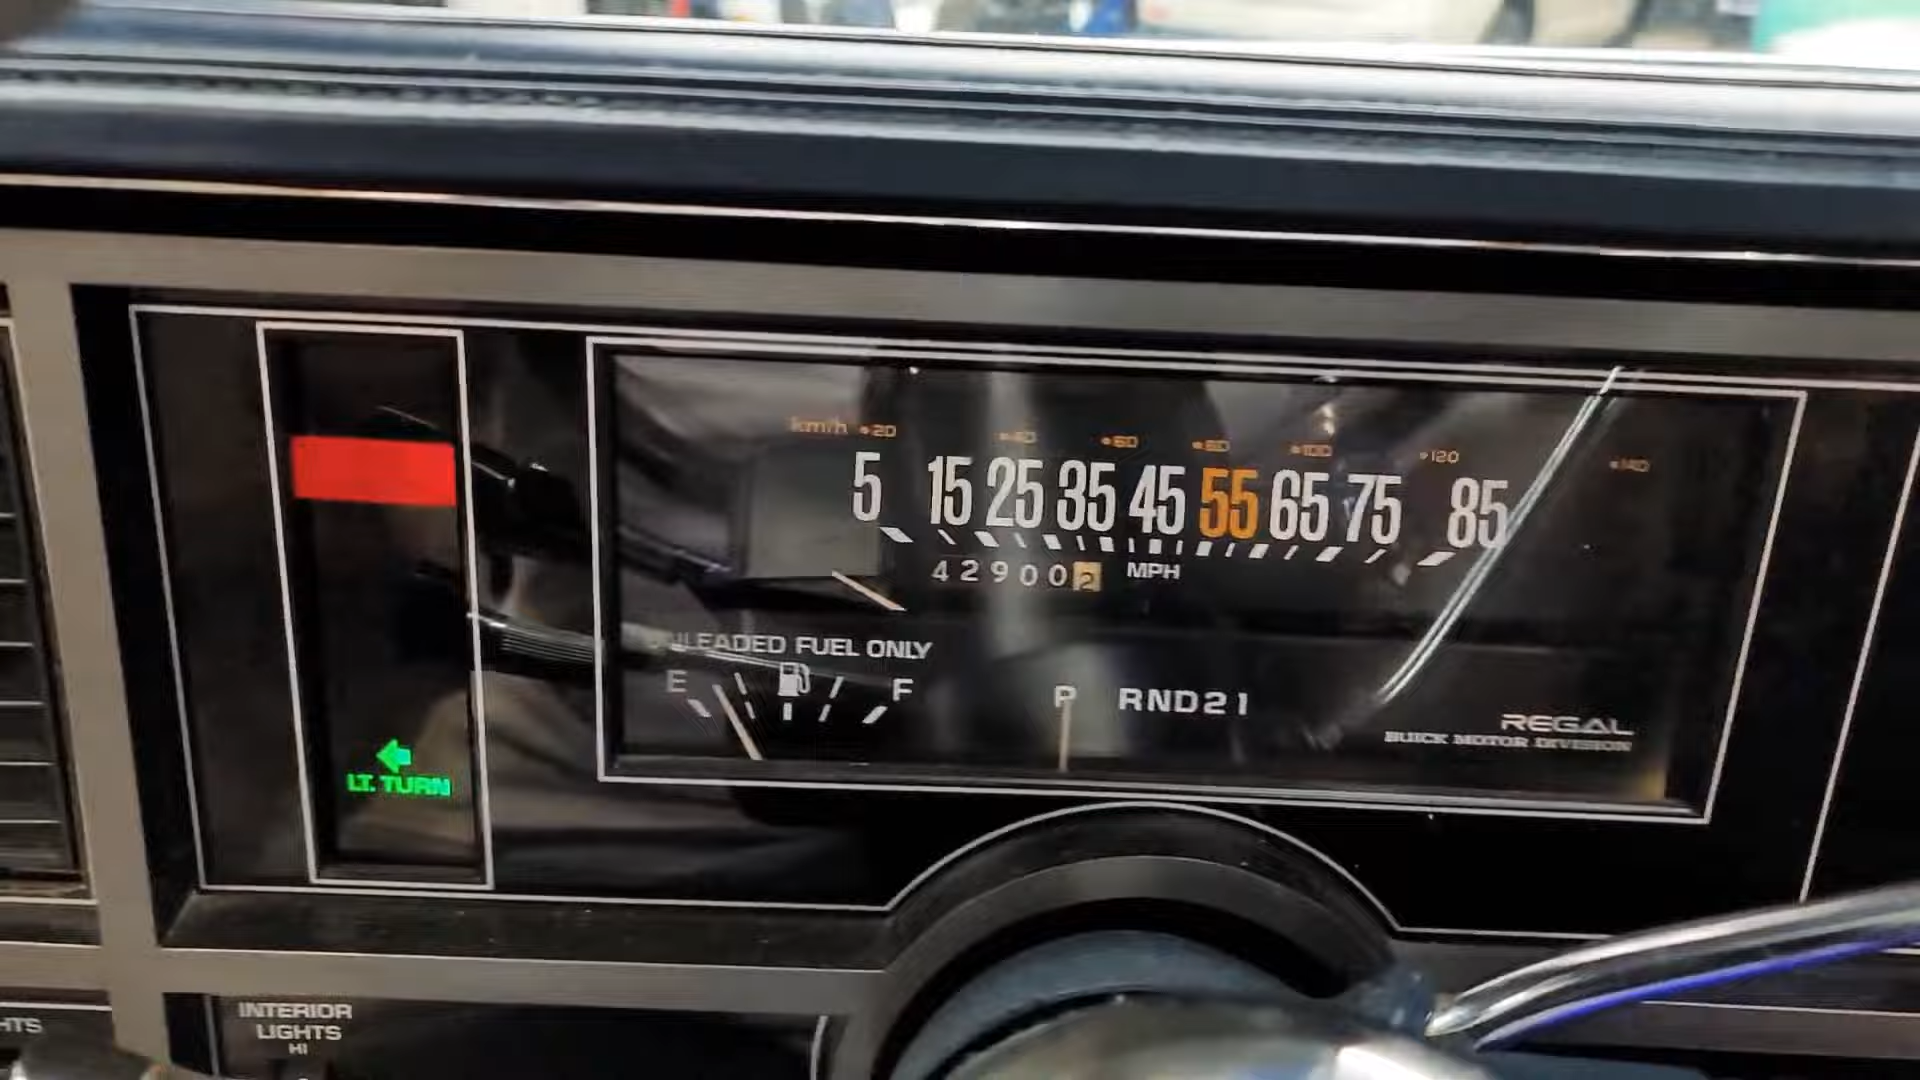 km/h 20 40 60 80 100 120 140
5 15 25 35 45 55 65 75 85
429002 MPH
UNLEADED FUEL ONLY
E F
P RND21
REGAL
BUICK MOTOR DIVISION
LT. TURN
INTERIOR
LIGHTS
HI